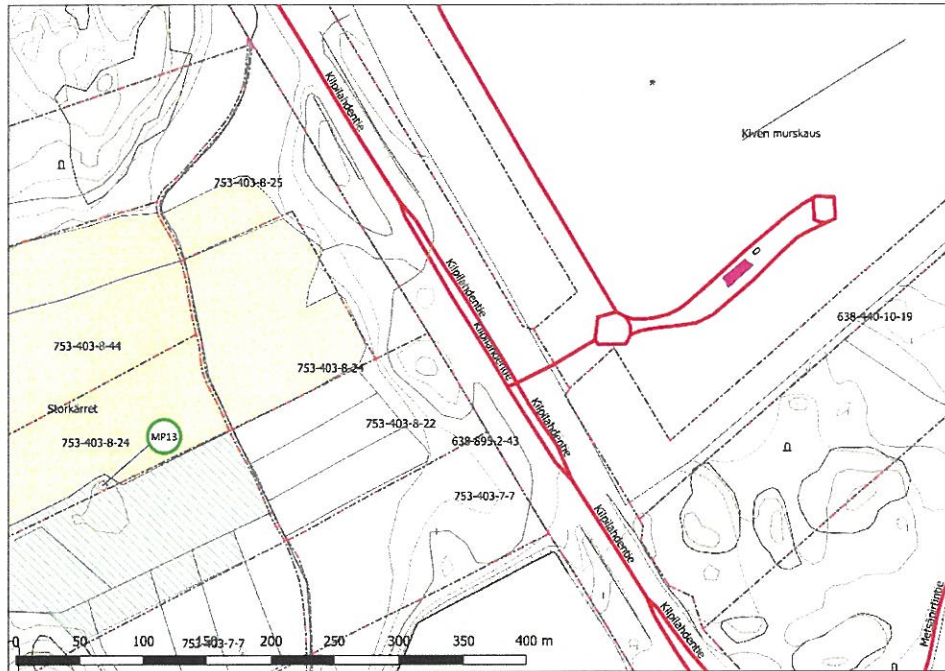 Kilpilahdentie
Kiven murskaus
753-403-8-25
Kilpilahdentie
638-440-10-19
753-403-8-44
Kilpilahdentie
753-403-8-24
Storkärret
753-403-8-24
MP13
753-403-8-22
Kilpilahdentie
638-895-2-43
753-403-7-7
Kilpilahdentie
Kilpilahdentie
Metsäpirtintie
753-403-7-7
0 50 100 150 200 250 300 350 400 m